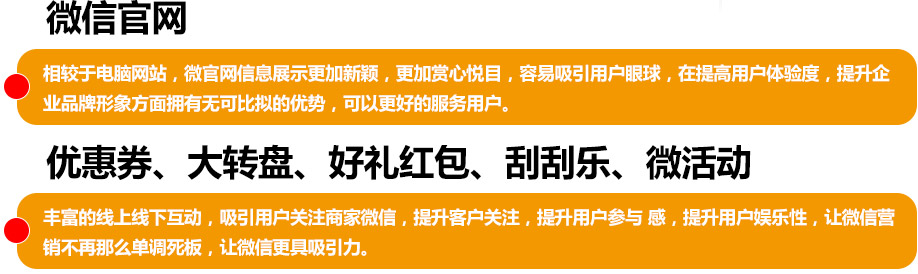 微信官网
相较于电脑网站，微官网信息展示更加新颖，更加赏心悦目，容易吸引用户眼球，在提高用户体验度，提升企
业品牌形象方面拥有无可比拟的优势，可以更好的服务用户。
优惠券、大转盘、好礼红包、刮刮乐、微活动
丰富的线上线下互动，吸引用户关注商家微信，提升客户关注，提升用户参与 感，提升用户娱乐性，让微信营
销不再那么单调死板，让微信更具吸引力。